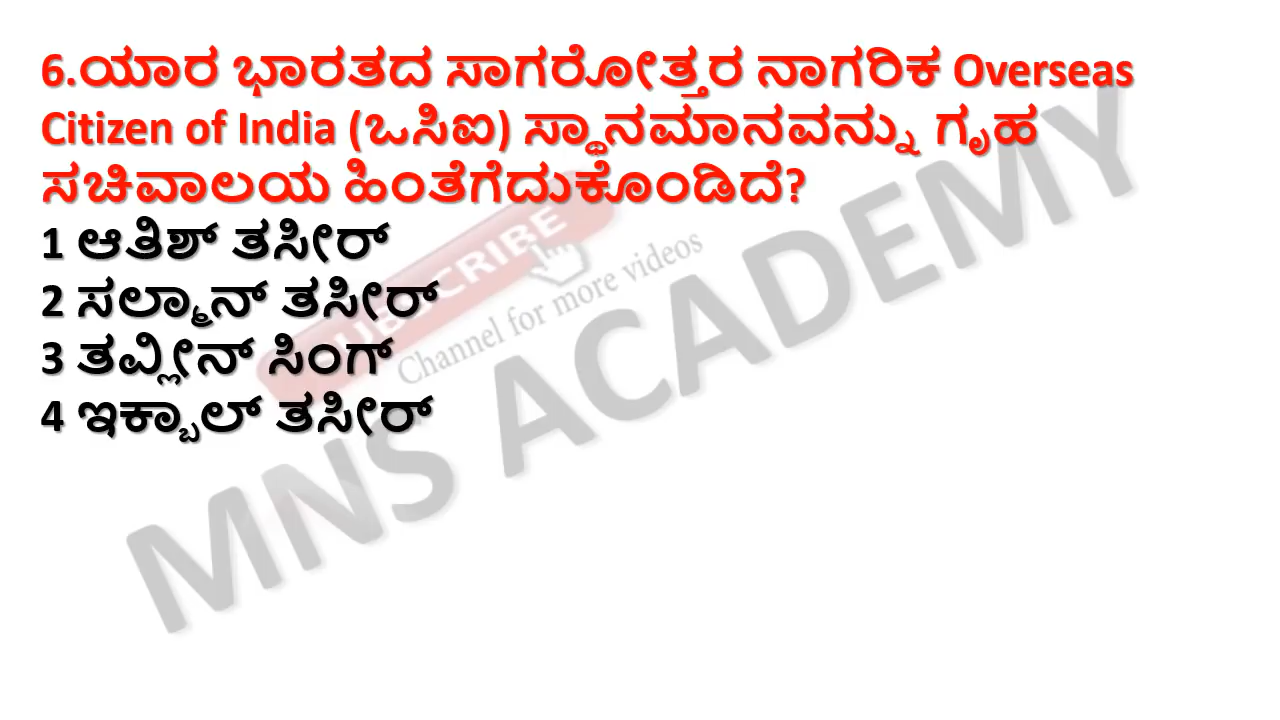 6.ಯಾರ ಭಾರತದ ಸಾಗರೋತ್ತರ ನಾಗರಿಕ Overseas
Citizen of India (ಒಸಿಐ) ಸ್ಥಾನಮಾನವನ್ನು ಗೃಹ
ಸಚಿವಾಲಯ ಹಿಂತೆಗೆದುಕೊಂಡಿದೆ?
1 ಆತಿಶ್ ತಸೀರ್
2 ಸಲ್ಮಾನ್ ತಸೀರ್
3 ತವ್ಲೀನ್ ಸಿಂಗ್
4 ಇಕ್ಬಾಲ್ ತಸೀರ್
SUBSCRIBE
Channel for more videos
MNS ACADEMY